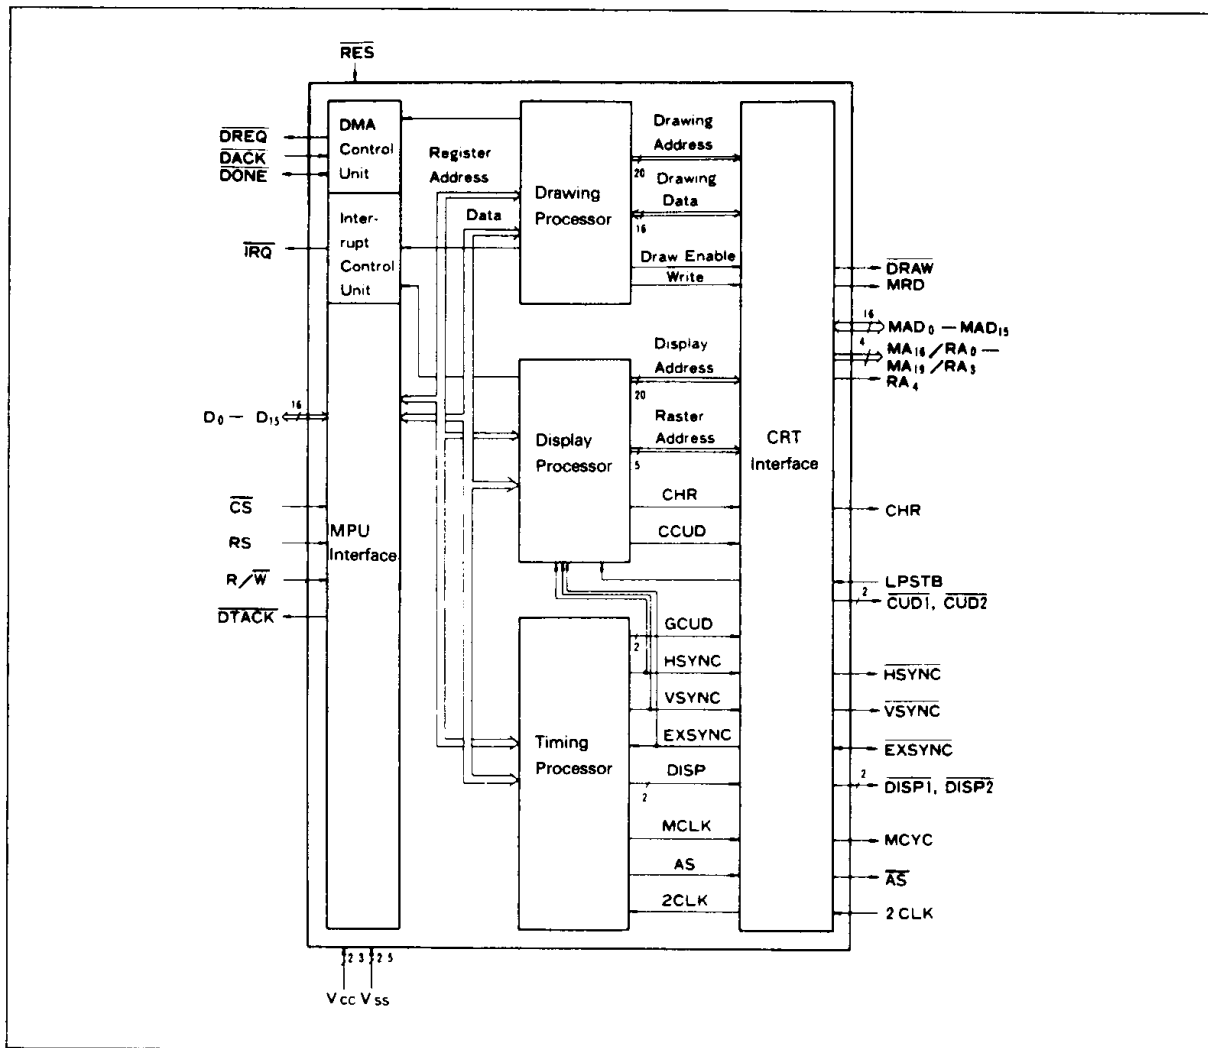 RES
DREQ
DACK
DONE
IRQ
D₀ — D₁₅
16
CS
RS
R/W
DTACK
DMA
Control
Unit
Inter-
rupt
Control
Unit
MPU
Interface
Register
Address
Data
Drawing
Processor
Display
Processor
Timing
Processor
Drawing
Address
20
Drawing
Data
16
Draw Enable
Write
Display
Address
20
Raster
Address
5
CHR
CCUD
GCUD
2
HSYNC
VSYNC
EXSYNC
DISP
2
MCLK
AS
2CLK
CRT
Interface
DRAW
MRD
16
MAD₀ — MAD₁₅
4
MA₁₆/RA₀ —
MA₁₉/RA₃
RA₄
CHR
LPSTB
2
CUD1, CUD2
HSYNC
VSYNC
EXSYNC
2
DISP1, DISP2
MCYC
AS
2CLK
2 3 2 5
Vcc Vss